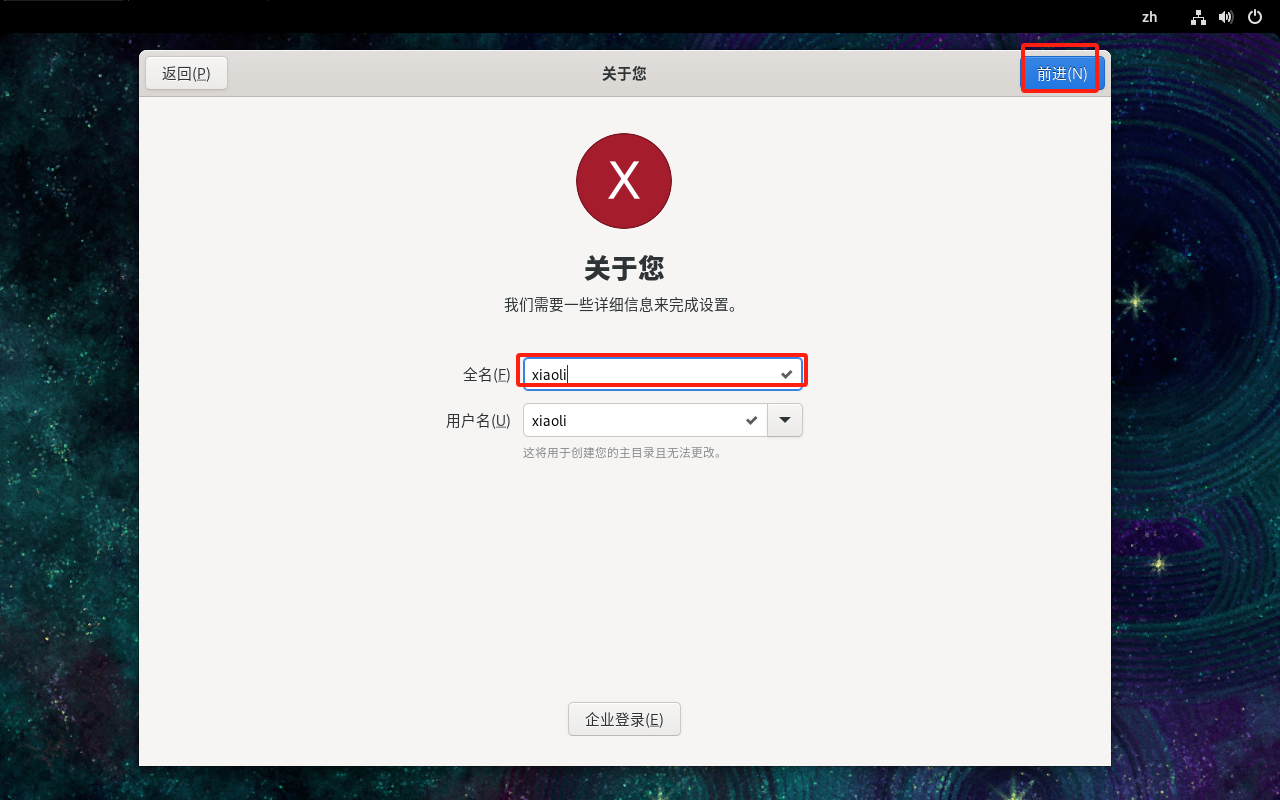 zh
返回(P)
关于您
前进(N)
X
关于您
我们需要一些详细信息来完成设置。
全名(F) xiaoli
用户名(U) xiaoli
这将用于创建您的主目录且无法更改。
企业登录(E)